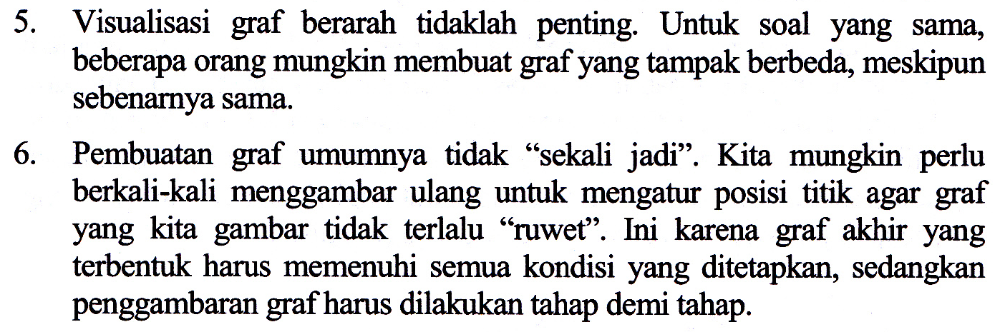 5. Visualisasi graf berarah tidaklah penting. Untuk soal yang sama,
beberapa orang mungkin membuat graf yang tampak berbeda, meskipun
sebenarnya sama.
6. Pembuatan graf umumnya tidak “sekali jadi”. Kita mungkin perlu
berkali-kali menggambar ulang untuk mengatur posisi titik agar graf
yang kita gambar tidak terlalu “ruwet”. Ini karena graf akhir yang
terbentuk harus memenuhi semua kondisi yang ditetapkan, sedangkan
penggambaran graf harus dilakukan tahap demi tahap.